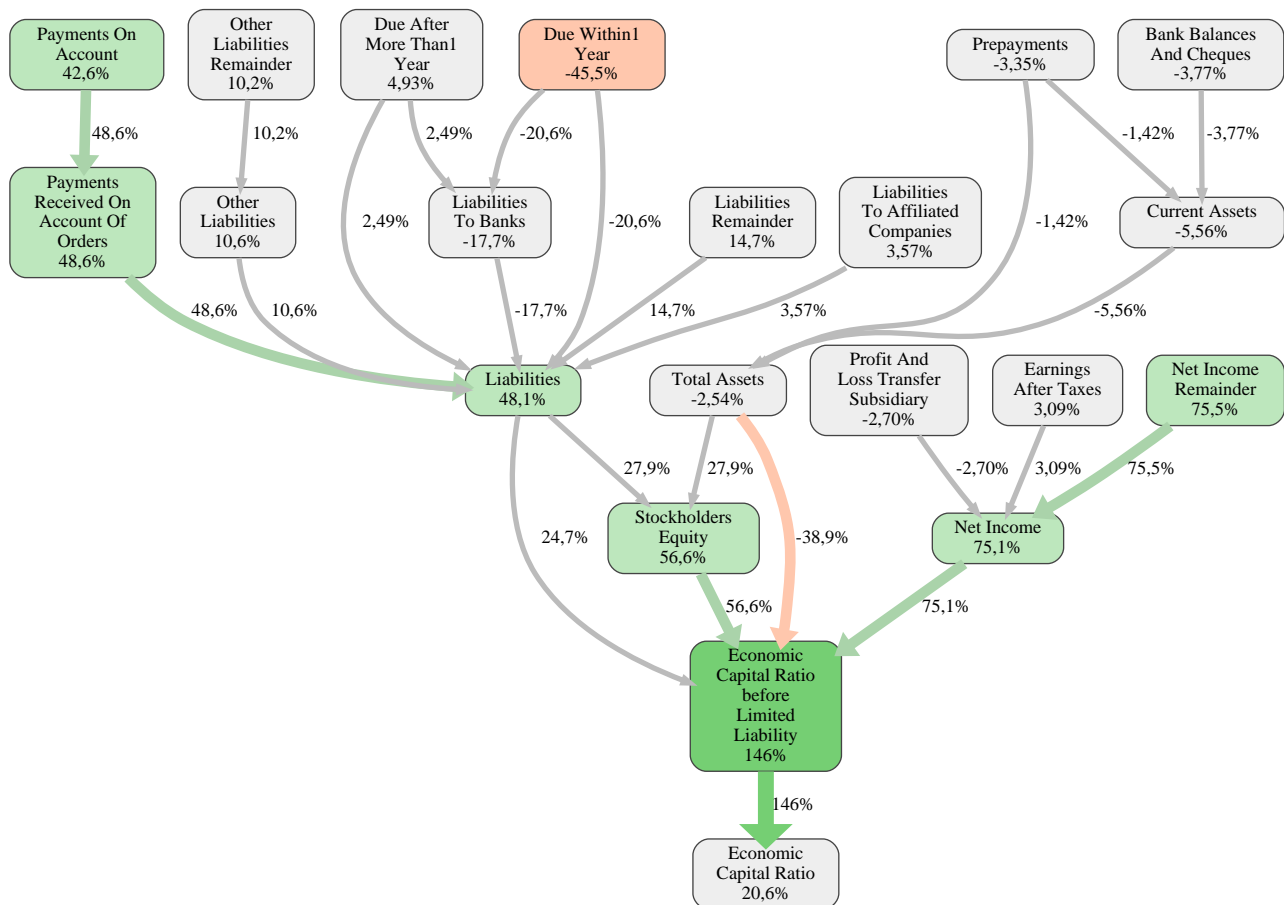 Payments On
Account
42,6%
Other
Liabilities
Remainder
10,2%
Due After
More Than1
Year
4,93%
Due Within1
Year
-45,5%
Prepayments
-3,35%
Bank Balances
And Cheques
-3,77%
48,6%
10,2%
2,49%
-20,6%
-1,42%
-3,77%
Payments
Received On
Account Of
Orders
48,6%
Other
Liabilities
10,6%
2,49%
Liabilities
To Banks
-17,7%
-20,6%
Liabilities
Remainder
14,7%
Liabilities
To Affiliated
Companies
3,57%
-1,42%
Current Assets
-5,56%
48,6%
10,6%
-17,7%
14,7%
3,57%
-5,56%
Liabilities
48,1%
Total Assets
-2,54%
Profit And
Loss Transfer
Subsidiary
-2,70%
Earnings
After Taxes
3,09%
Net Income
Remainder
75,5%
27,9%
27,9%
-2,70%
3,09%
75,5%
24,7%
Stockholders
Equity
56,6%
-38,9%
Net Income
75,1%
56,6%
75,1%
Economic
Capital Ratio
before
Limited
Liability
146%
146%
Economic
Capital Ratio
20,6%